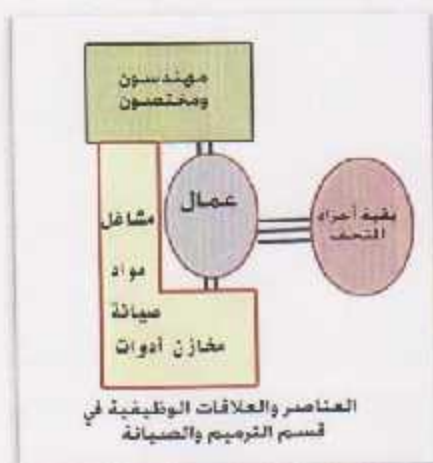 مهندسون
ومختصون
عمال
بقية أجزاء
المتحف
مشاغل
مواد
صيانة
مخازن أدوات
العناصر والعلاقات الوظيفية في
قسم الترميم والصيانة